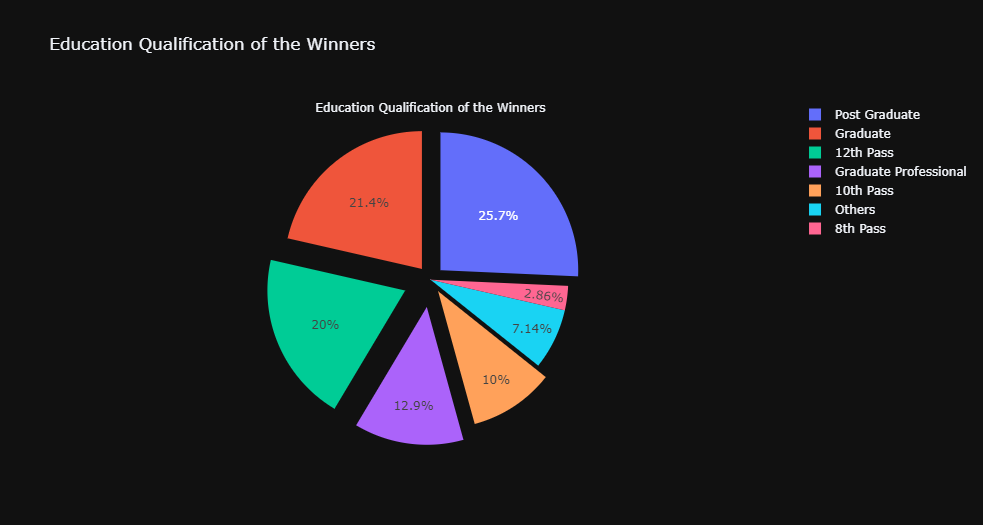 Education Qualification of the Winners
Education Qualification of the Winners
Post Graduate
Graduate
12th Pass
Graduate Professional
10th Pass
Others
8th Pass
21.4%
25.7%
2.86%
7.14%
20%
10%
12.9%